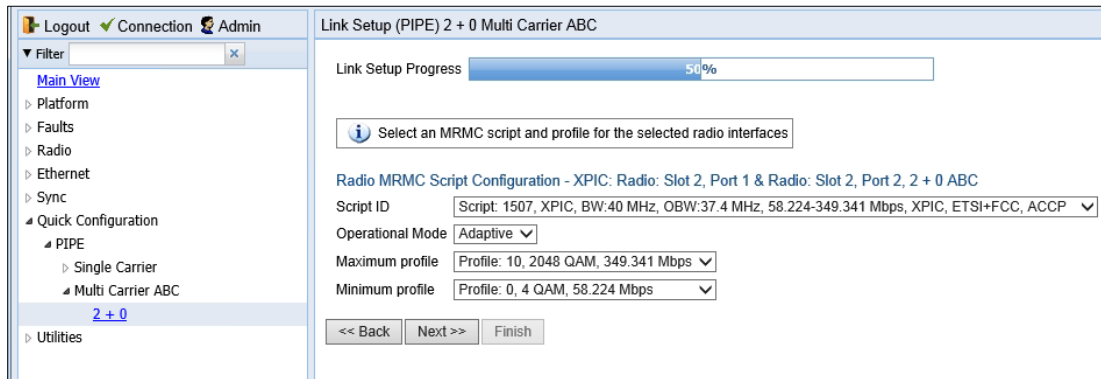 Logout Connection Admin
Filter
Main View
Platform
Faults
Radio
Ethernet
Sync
Quick Configuration
PIPE
Single Carrier
Multi Carrier ABC
2 + 0
Utilities
Link Setup (PIPE) 2 + 0 Multi Carrier ABC
Link Setup Progress 50%
Select an MRMC script and profile for the selected radio interfaces
Radio MRMC Script Configuration - XPIC: Radio: Slot 2, Port 1 & Radio: Slot 2, Port 2, 2 + 0 ABC
Script ID Script: 1507, XPIC, BW:40 MHz, OBW:37.4 MHz, 58.224-349.341 Mbps, XPIC, ETSI+FCC, ACCP
Operational Mode Adaptive
Maximum profile Profile: 10, 2048 QAM, 349.341 Mbps
Minimum profile Profile: 0, 4 QAM, 58.224 Mbps
<< Back Next >> Finish